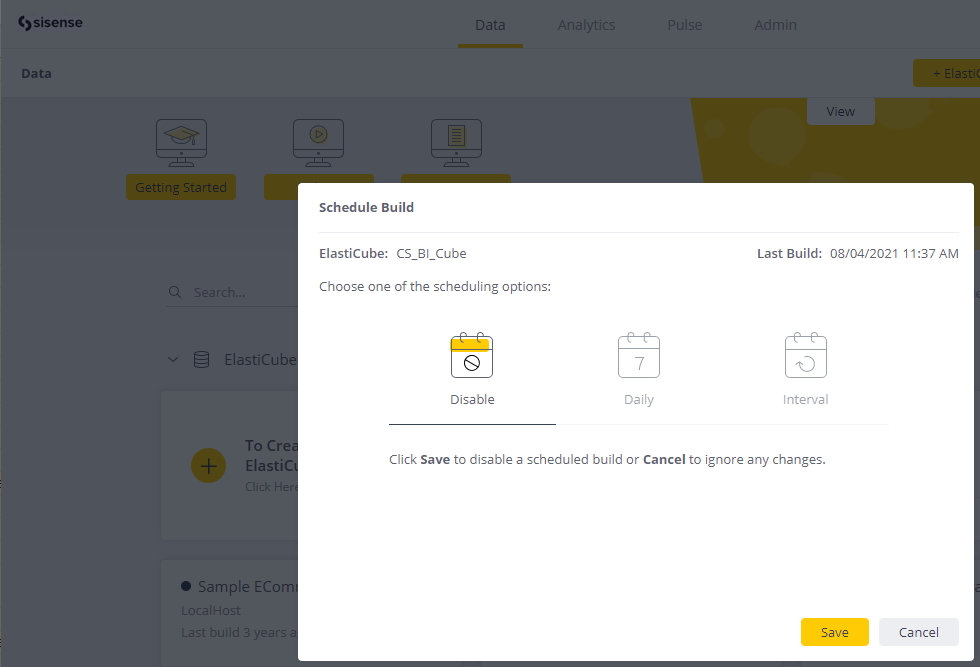 sisense
Data Analytics Pulse Admin
Data
+ Elasti
View
Getting Started
Schedule Build
ElastiCube: CS_BI_Cube
Last Build: 08/04/2021 11:37 AM
Choose one of the scheduling options:
Search...
7
ElastiCube
Disable Daily Interval
To Crea
ElastiCu
Click Here
Click Save to disable a scheduled build or Cancel to ignore any changes.
Sample EComm
LocalHost
Last build 3 years a
Save Cancel